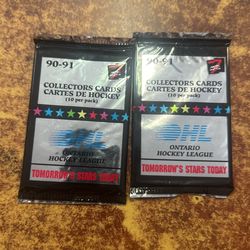 90-91
COLLECTORS CARDS
CARTES DE HOCKEY
(10 per pack)
OHL
ONTARIO
HOCKEY LEAGUE
TOMORROW'S STARS TODAY
90-91
COLLECTORS CARDS
CARTES DE HOCKEY
(10 per pack)
OHL
ONTARIO
HOCKEY LEAGUE
TOMORROW'S STARS TODAY